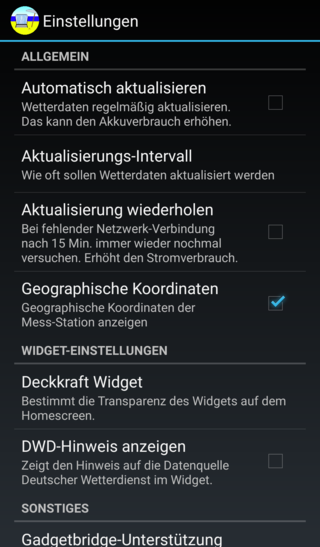 Einstellungen
ALLGEMEIN
Automatisch aktualisieren
Wetterdaten regelmäßig aktualisieren.
Das kann den Akkuverbrauch erhöhen.
Aktualisierungs-Intervall
Wie oft sollen Wetterdaten aktualisiert werden
Aktualisierung wiederholen
Bei fehlender Netzwerk-Verbindung
nach 15 Min. immer wieder nochmal
versuchen. Erhöht den Stromverbrauch.
Geographische Koordinaten
Geographische Koordinaten der
Mess-Station anzeigen
WIDGET-EINSTELLUNGEN
Deckkraft Widget
Bestimmt die Transparenz des Widgets auf dem
Homescreen.
DWD-Hinweis anzeigen
Zeigt den Hinweis auf die Datenquelle
Deutscher Wetterdienst im Widget.
SONSTIGES
Gadgetbridge-Unterstützung